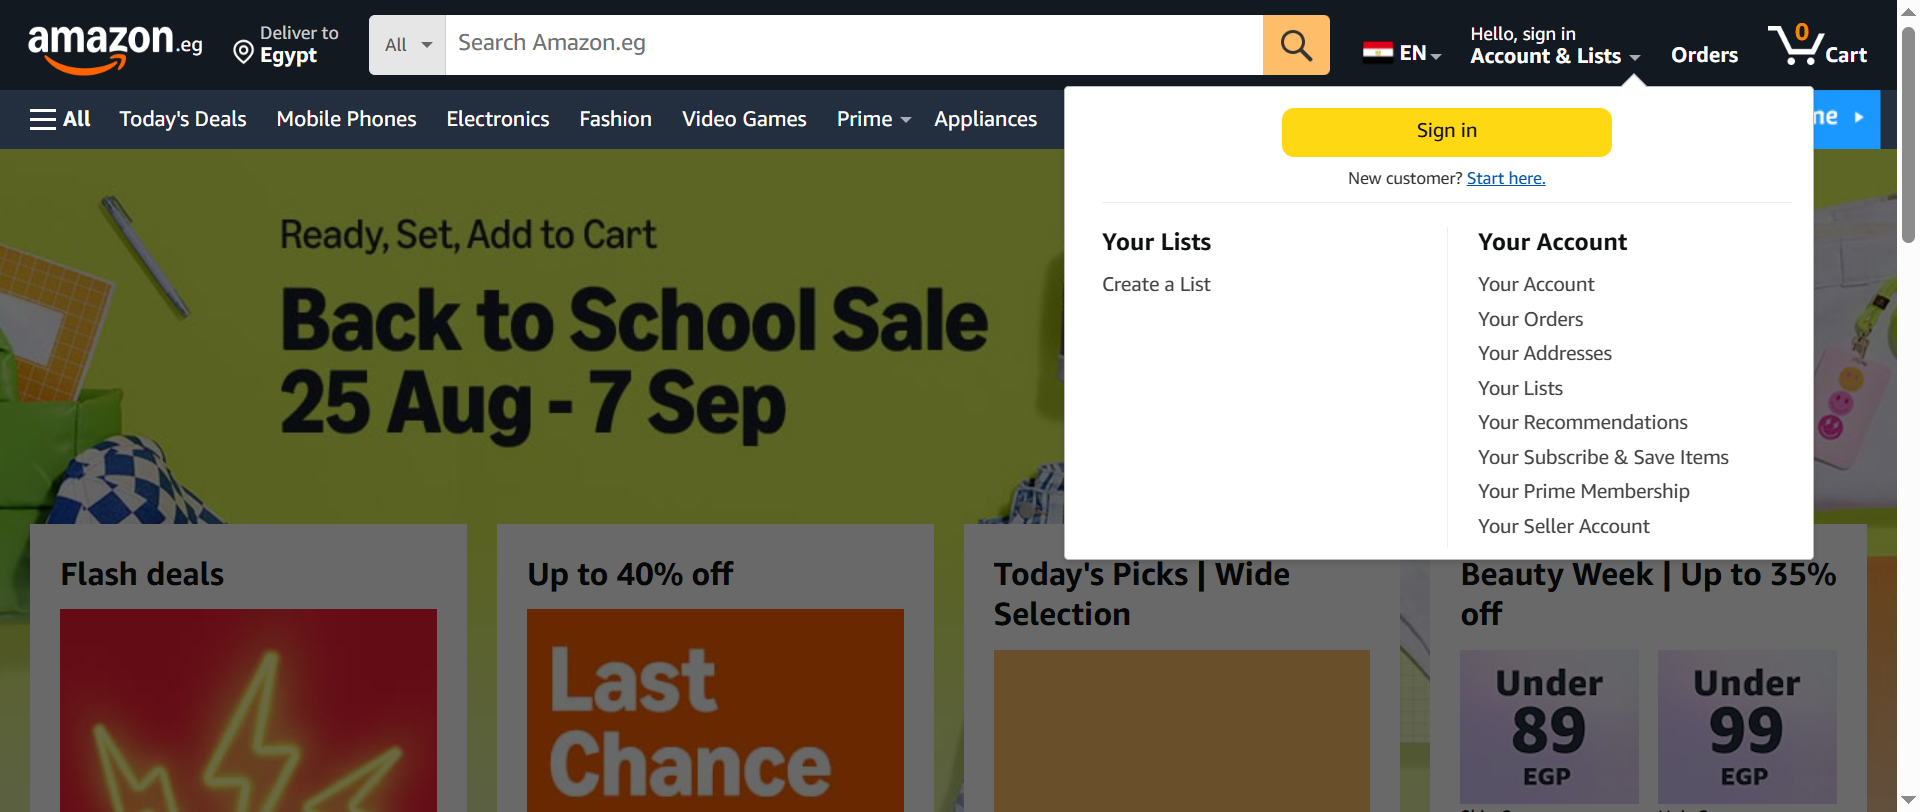 amazon.eg
Deliver to
Egypt
All
Search Amazon.eg
EN
Hello, sign in
Account & Lists
Orders
0
Cart
All
Today's Deals
Mobile Phones
Electronics
Fashion
Video Games
Prime
Appliances
Sign in
New customer? Start here.
Your Lists
Create a List
Your Account
Your Account
Your Orders
Your Addresses
Your Lists
Your Recommendations
Your Subscribe & Save Items
Your Prime Membership
Your Seller Account
Ready, Set, Add to Cart
Back to School Sale
25 Aug - 7 Sep
Flash deals
Up to 40% off
Last
Chance
Today's Picks | Wide
Selection
Beauty Week | Up to 35%
off
Under
89
EGP
Under
99
EGP